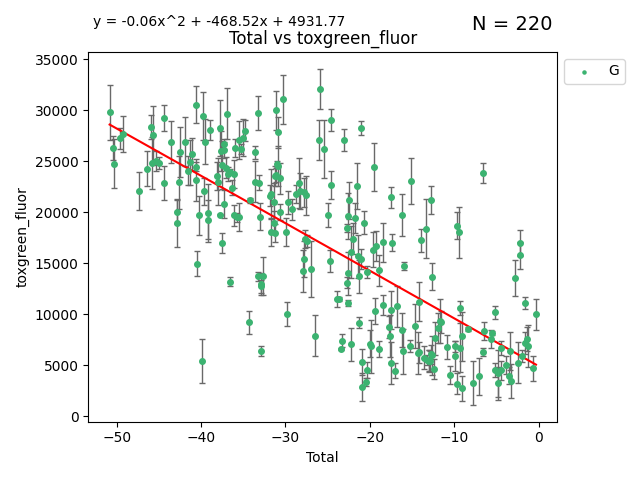 y = -0.06x^2 + -468.52x + 4931.77
N = 220
Total vs toxgreen_fluor
G
35000
30000
25000
20000
15000
10000
5000
0
toxgreen_fluor
−50 −40 −30 −20 −10 0
Total